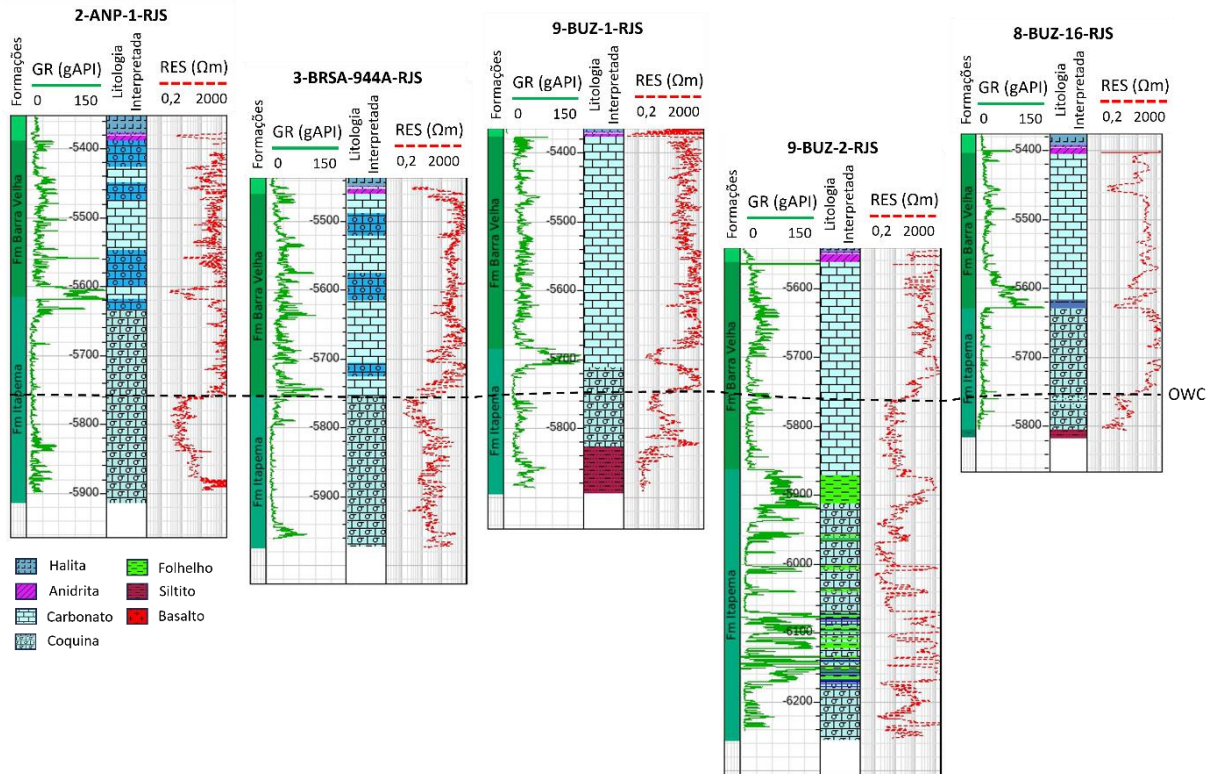 2-ANP-1-RJS
Formações
GR (gAPI)
0 150
Litologia
Interpretada
RES (Ωm)
0,2 2000
Fm Barra Velha
Fm Itapema
-5400
-5500
-5600
-5700
-5800
-5900
3-BRSA-944A-RJS
Formações
GR (gAPI)
0 150
Litologia
Interpretada
RES (Ωm)
0,2 2000
Fm Barra Velha
Fm Itapema
-5500
-5600
-5700
-5800
-5900
9-BUZ-1-RJS
Formações
GR (gAPI)
0 150
Litologia
Interpretada
RES (Ωm)
0,2 2000
Fm Barra Velha
Fm Itapema
-5400
-5500
-5600
-5700
-5800
9-BUZ-2-RJS
Formações
GR (gAPI)
0 150
Litologia
Interpretada
RES (Ωm)
0,2 2000
Fm Barra Velha
Fm Itapema
-5600
-5700
-5800
-5900
-6000
-6100
-6200
8-BUZ-16-RJS
Formações
GR (gAPI)
0 150
Litologia
Interpretada
RES (Ωm)
0,2 2000
Fm Barra Velha
Fm Itapema
-5400
-5500
-5600
-5700
-5800
OWC
Halita
Anidrita
Carbonato
Coquina
Folhelho
Siltito
Basalto